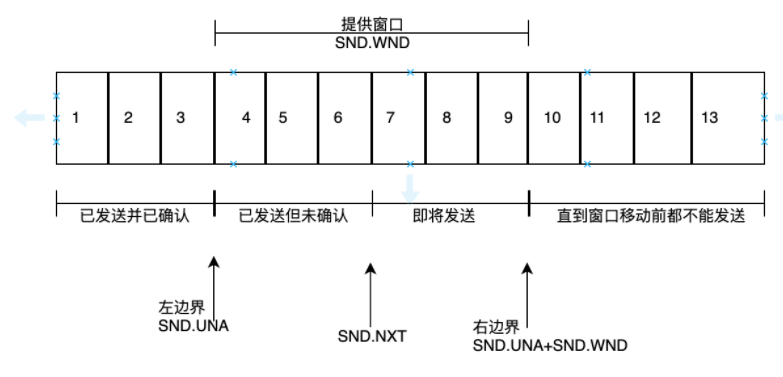 提供窗口
SND.WND
1 2 3 4 5 6 7 8 9 10 11 12 13
已发送并已确认 已发送但未确认 即将发送 直到窗口移动前都不能发送
左边界
SND.UNA
SND.NXT
右边界
SND.UNA+SND.WND